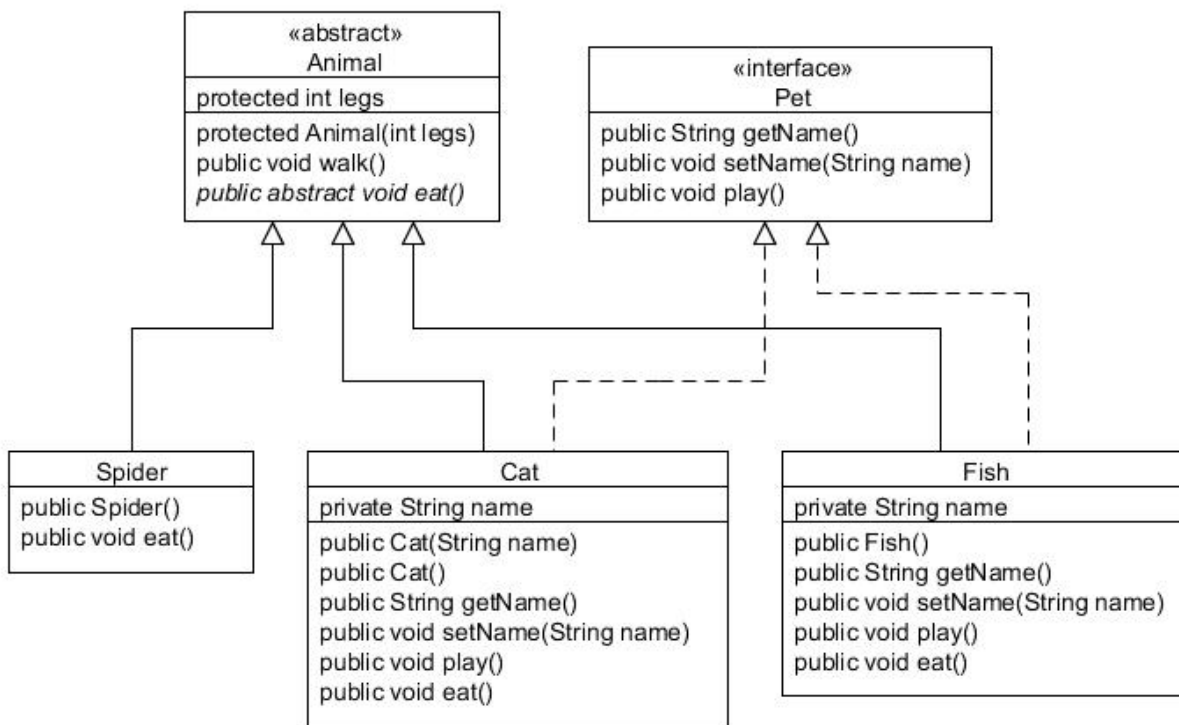 «abstract»
Animal
protected int legs
protected Animal(int legs)
public void walk()
public abstract void eat()
«interface»
Pet
public String getName()
public void setName(String name)
public void play()
Spider
public Spider()
public void eat()
Cat
private String name
public Cat(String name)
public Cat()
public String getName()
public void setName(String name)
public void play()
public void eat()
Fish
private String name
public Fish()
public String getName()
public void setName(String name)
public void play()
public void eat()